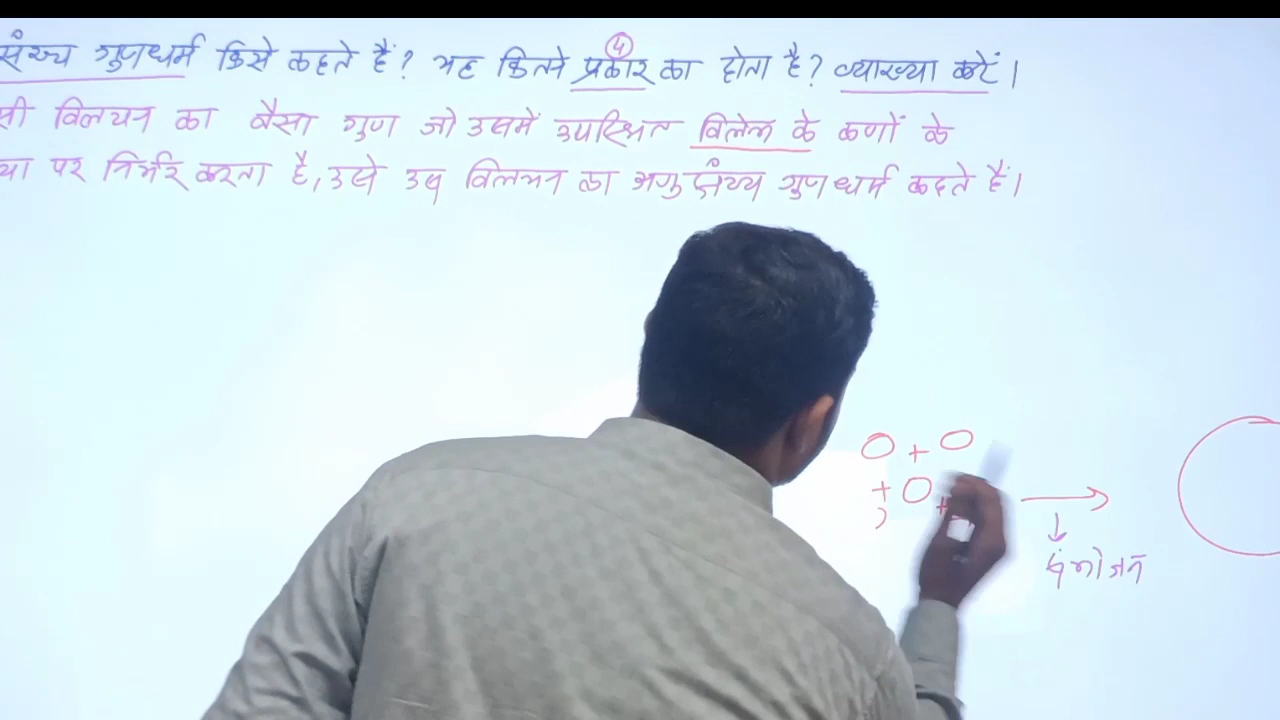 संख्य गुणधर्म किसे कहते हैं? यह कितने प्रकार का होता है? व्याख्या करें।
4
सी विलयन का वैसा गुण जो उसमें उपस्थित विलेय के कणों के
या पर निर्भर करता है, उसे उस विलयन का अणुसंख्य गुणधर्म कहते हैं।
O + O
+ O +
संयोजन